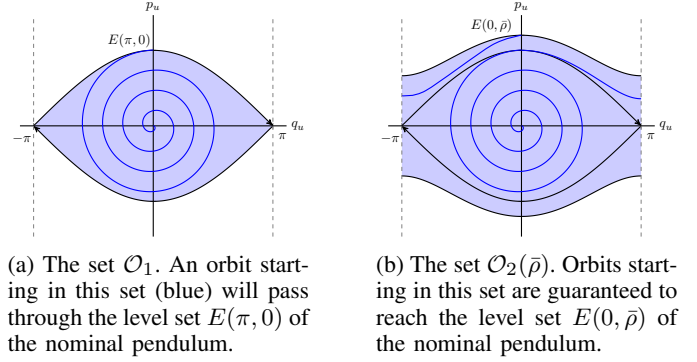 p_u
E(π, 0)
−π
π
q_u
p_u
E(0, ρ̄)
−π
π
q_u
(a) The set 𝒪₁. An orbit start-
ing in this set (blue) will pass
through the level set E(π, 0) of
the nominal pendulum.
(b) The set 𝒪₂(ρ̄). Orbits start-
ing in this set are guaranteed to
reach the level set E(0, ρ̄) of
the nominal pendulum.